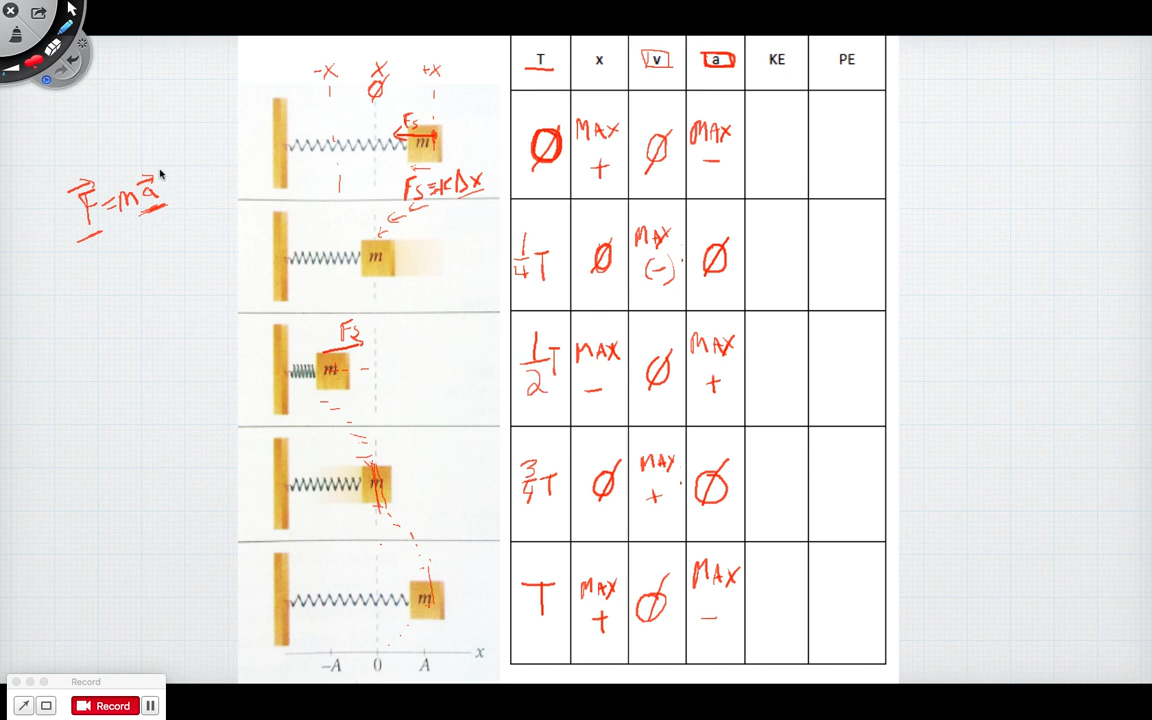 T x v a KE PE
-X X +X
Ø
Fs
m
Fs=KΔx
Ø MAX + Ø MAX -
F=ma
m
1/4 T Ø MAX (-) Ø
Fs
m
1/2 T MAX - Ø MAX +
m
3/4 T Ø MAX + Ø
m
T MAX + Ø MAX -
-A 0 A x
Record
Record